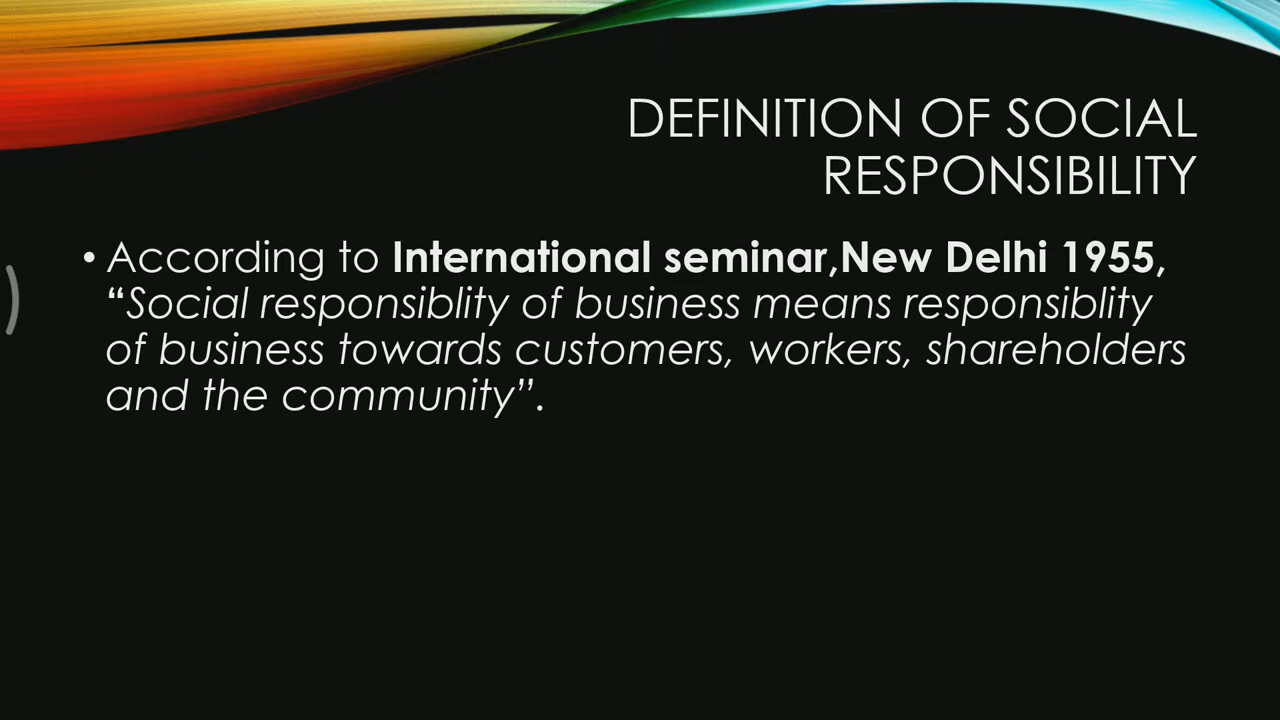 DEFINITION OF SOCIAL
RESPONSIBILITY
• According to International seminar,New Delhi 1955,
“Social responsiblity of business means responsiblity
of business towards customers, workers, shareholders
and the community”.